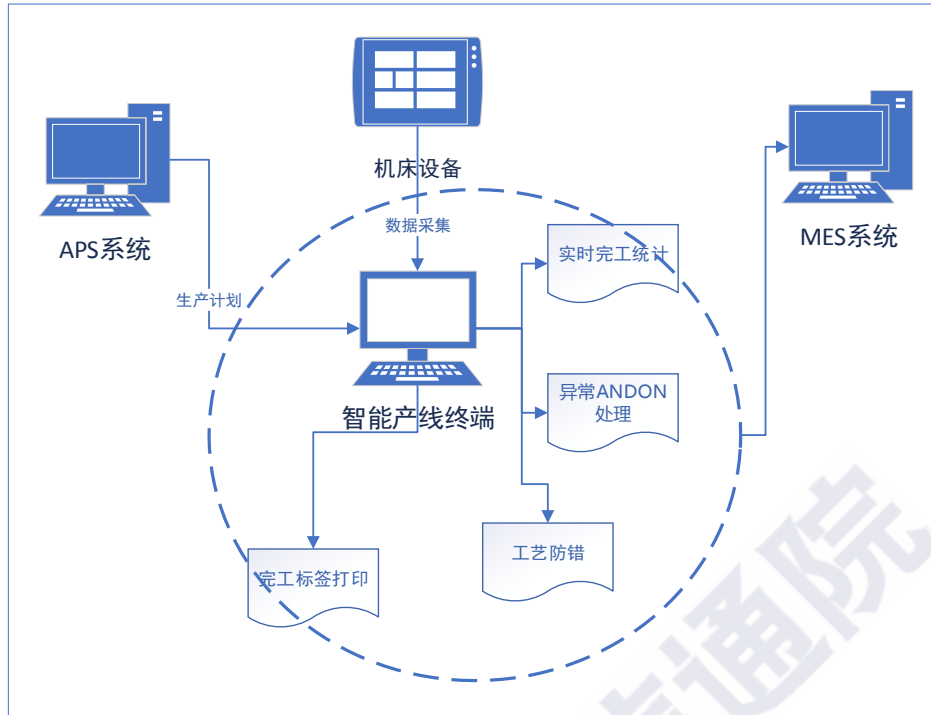 机床设备
APS系统
MES系统
数据采集
实时完工统计
生产计划
异常ANDON
处理
智能产线终端
工艺防错
完工标签打印
通院